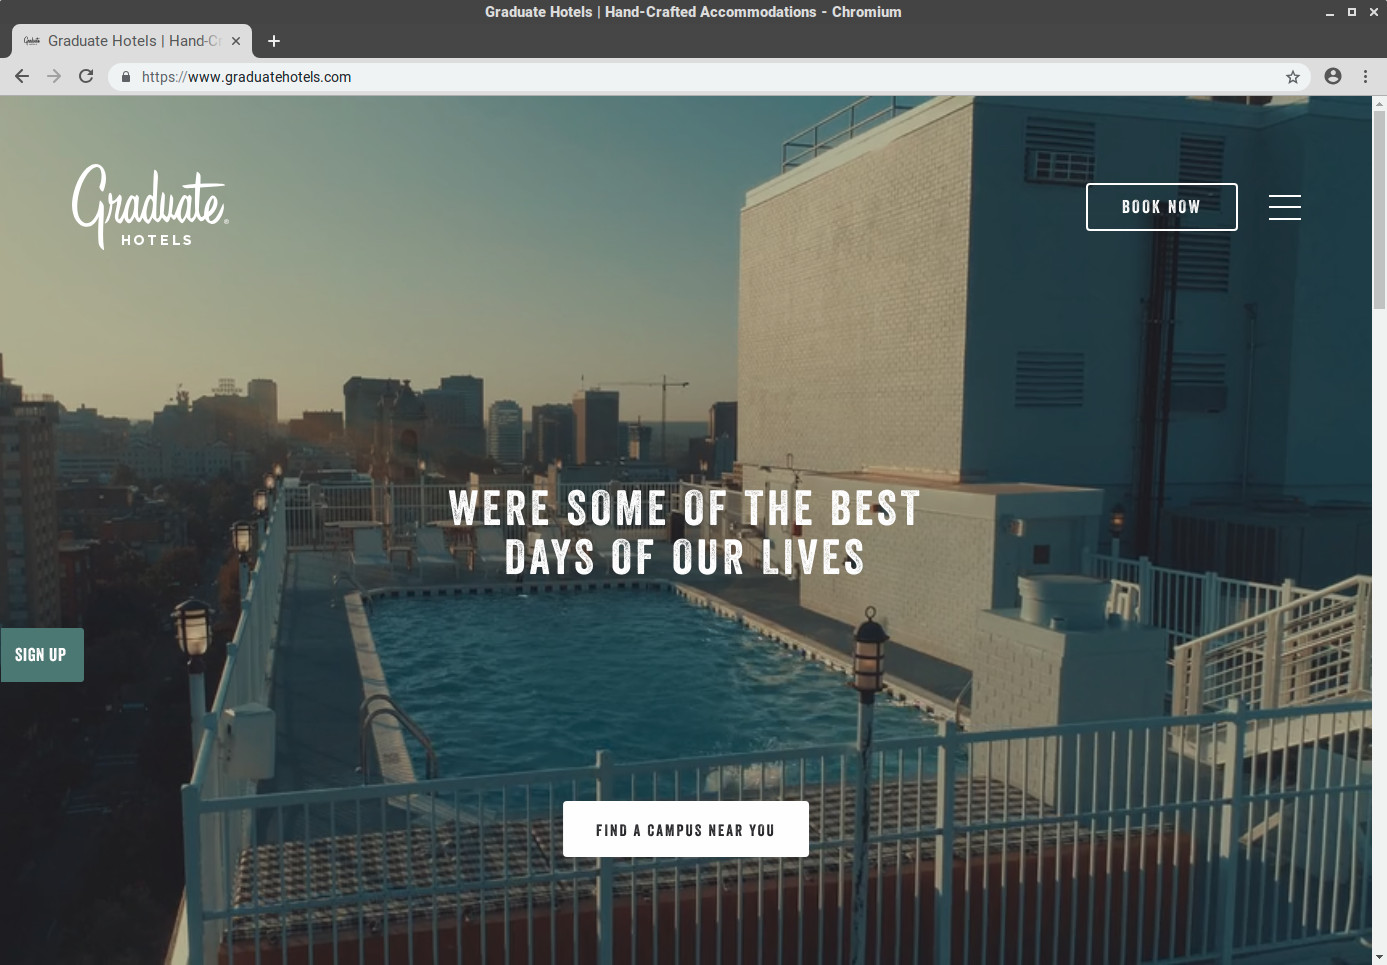 Graduate Hotels | Hand-Crafted Accommodations - Chromium
Graduate Hotels | Hand-C
https://www.graduatehotels.com
Graduate®
HOTELS
BOOK NOW
WERE SOME OF THE BEST
DAYS OF OUR LIVES
SIGN UP
FIND A CAMPUS NEAR YOU